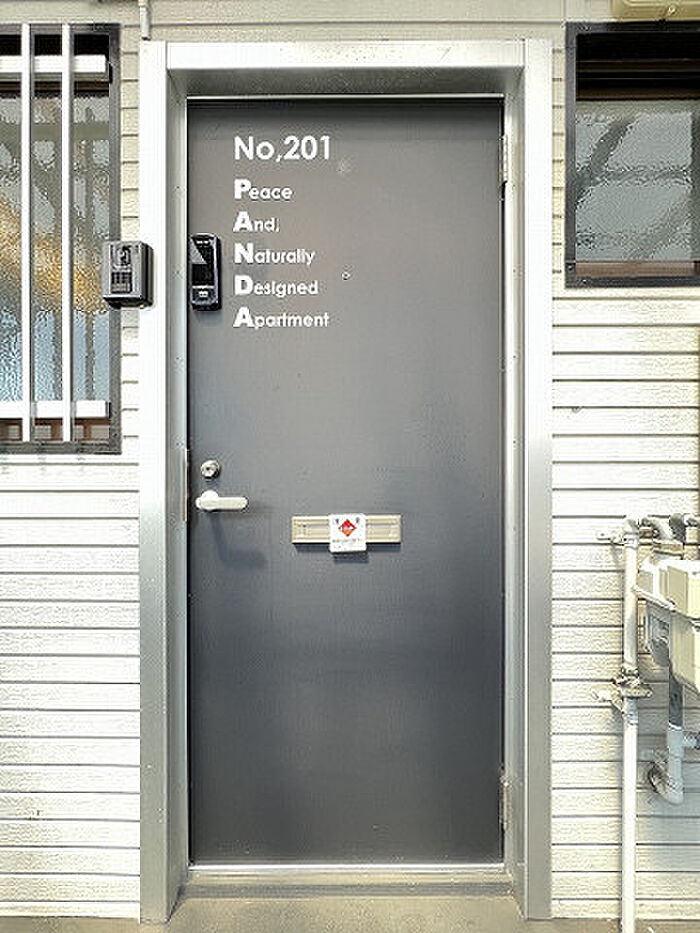 No,201
Peace
And,
Naturally
Designed
Apartment